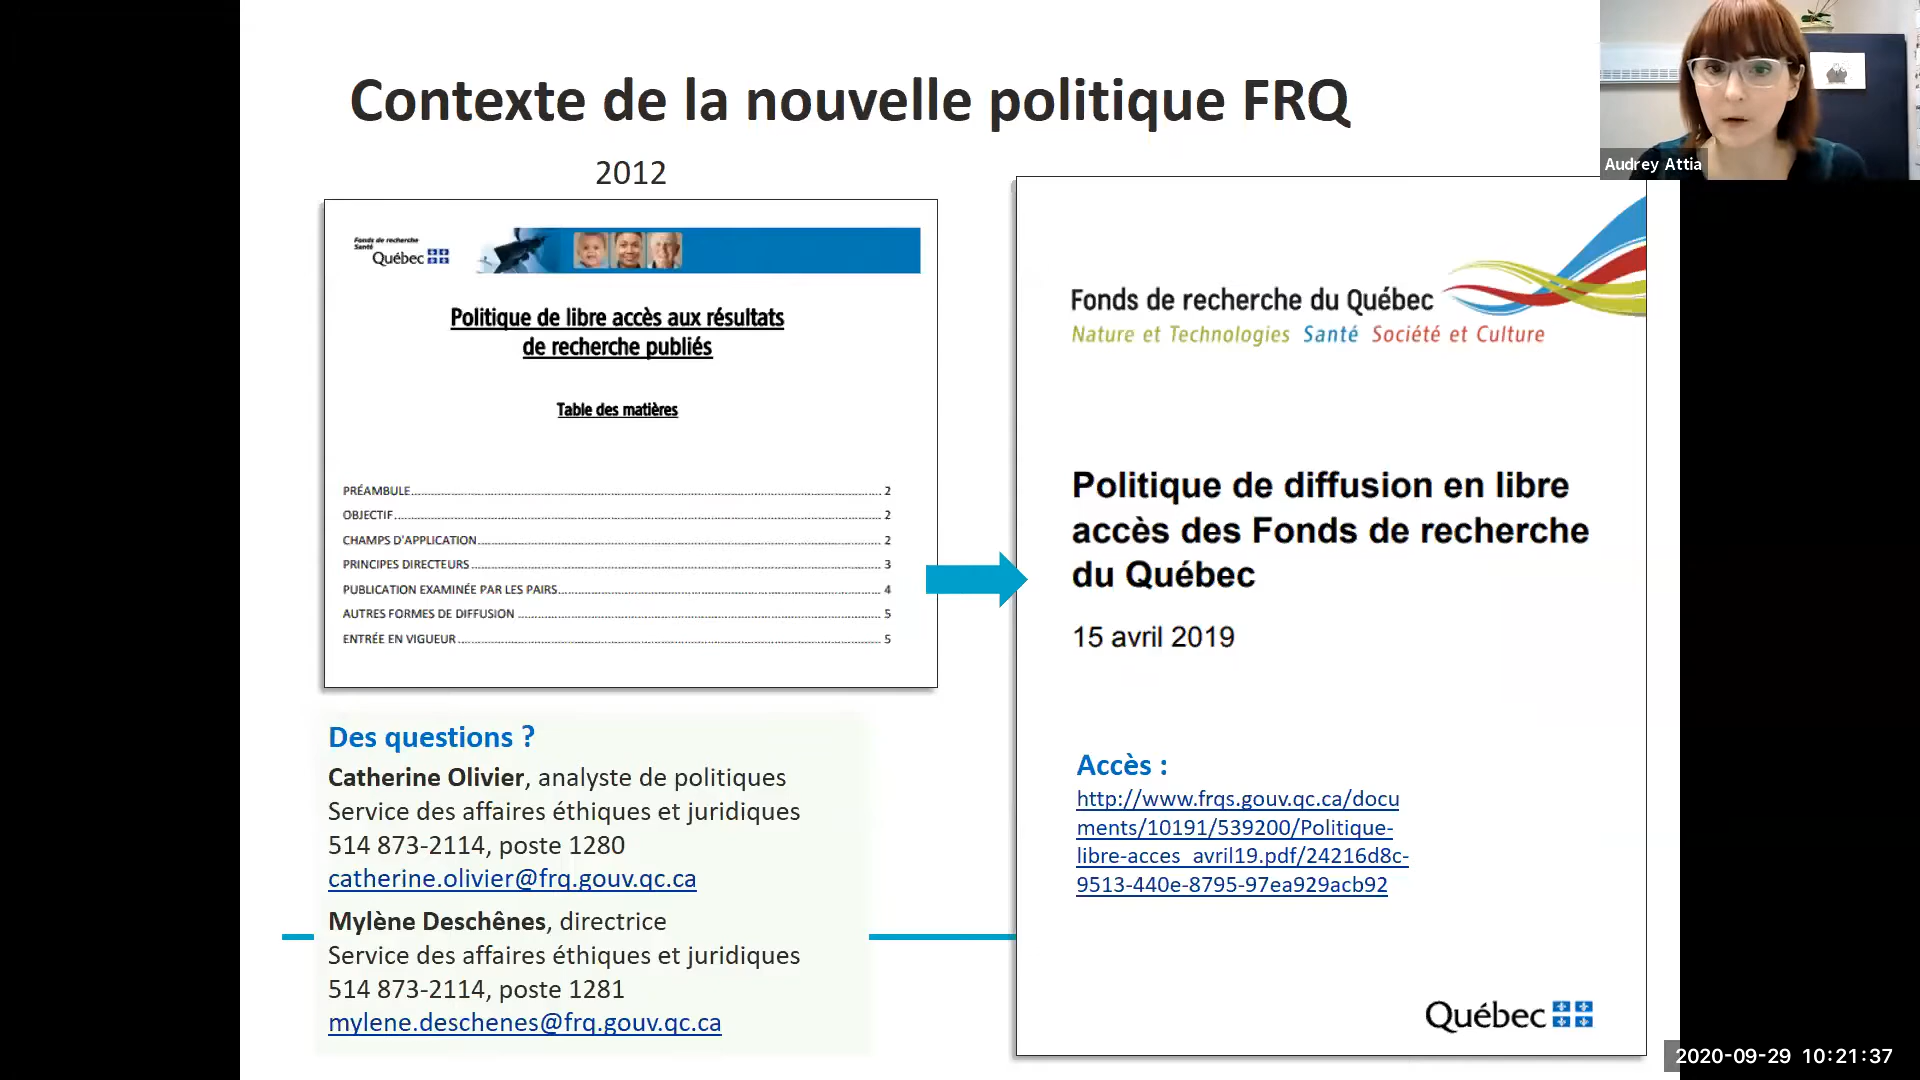 Contexte de la nouvelle politique FRQ
Audrey Attia
2012
Fonds de recherche
Santé
Québec
Politique de libre accès aux résultats
de recherche publiés
Table des matières
PRÉAMBULE 2
OBJECTIF 2
CHAMPS D'APPLICATION 2
PRINCIPES DIRECTEURS 3
PUBLICATION EXAMINÉE PAR LES PAIRS 4
AUTRES FORMES DE DIFFUSION 5
ENTRÉE EN VIGUEUR 5
Des questions ?
Catherine Olivier, analyste de politiques
Service des affaires éthiques et juridiques
514 873-2114, poste 1280
catherine.olivier@frq.gouv.qc.ca
Mylène Deschênes, directrice
Service des affaires éthiques et juridiques
514 873-2114, poste 1281
mylene.deschenes@frq.gouv.qc.ca
Fonds de recherche du Québec
Nature et Technologies Santé Société et Culture
Politique de diffusion en libre
accès des Fonds de recherche
du Québec
15 avril 2019
Accès :
http://www.frqs.gouv.qc.ca/docu
ments/10191/539200/Politique-
libre-acces_avril19.pdf/24216d8c-
9513-440e-8795-97ea929acb92
Québec
2020-09-29 10:21:37